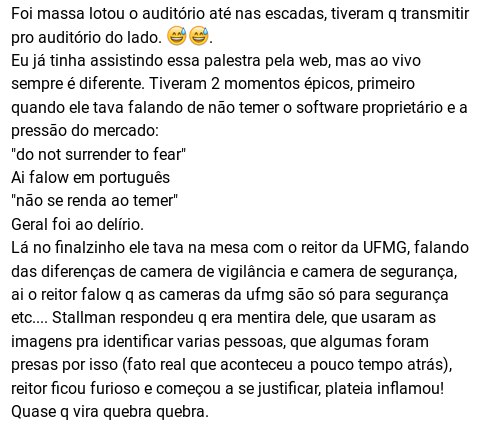 Foi massa lotou o auditório até nas escadas, tiveram q transmitir
pro auditório do lado. 😅😅.
Eu já tinha assistindo essa palestra pela web, mas ao vivo
sempre é diferente. Tiveram 2 momentos épicos, primeiro
quando ele tava falando de não temer o software proprietário e a
pressão do mercado:
"do not surrender to fear"
Ai falow em português
"não se renda ao temer"
Geral foi ao delírio.
Lá no finalzinho ele tava na mesa com o reitor da UFMG, falando
das diferenças de camera de vigilância e camera de segurança,
ai o reitor falow q as cameras da ufmg são só para segurança
etc.... Stallman respondeu q era mentira dele, que usaram as
imagens pra identificar varias pessoas, que algumas foram
presas por isso (fato real que aconteceu a pouco tempo atrás),
reitor ficou furioso e começou a se justificar, plateia inflamou!
Quase q vira quebra quebra.